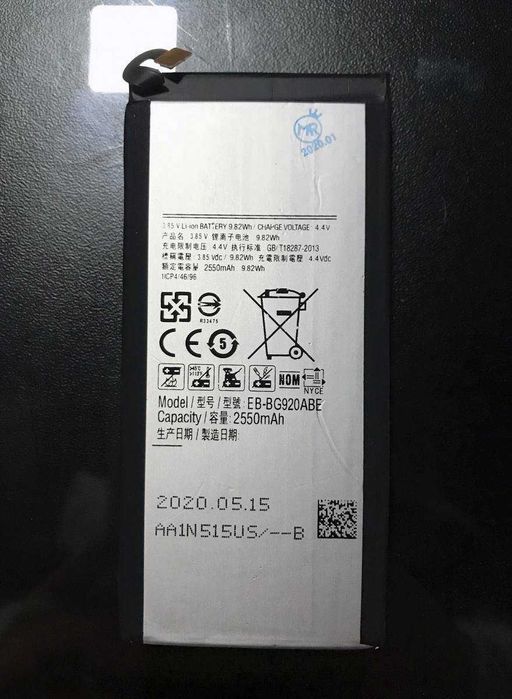 MR
2020.01
3.85 V Li-ion BATTERY 9.82Wh / CHARGE VOLTAGE 4.4V
产品名: 3.85 V 锂离子电池 9.82Wh
充电限制电压 4.4V 执行标准 GB/T18287-2013
標稱電壓: 3.85 Vdc / 9.82Wh 充電限制電壓: 4.4Vdc
額定電容量 2550mAh 9.82Wh
1ICP4/46/96
R33475
CE 5
NOM
NYCE
Model / 型号 / 型號: EB-BG920ABE
Capacity / 容量: 2550mAh
生产日期 / 製造日期:
2020.05.15
AA1N515US/--B